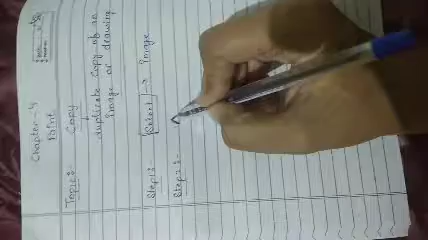 Chapter - 4
Paint
Topic:- Copy
duplicate copy of an
image or drawing
Step 1:- Select → Image
Step 2:-